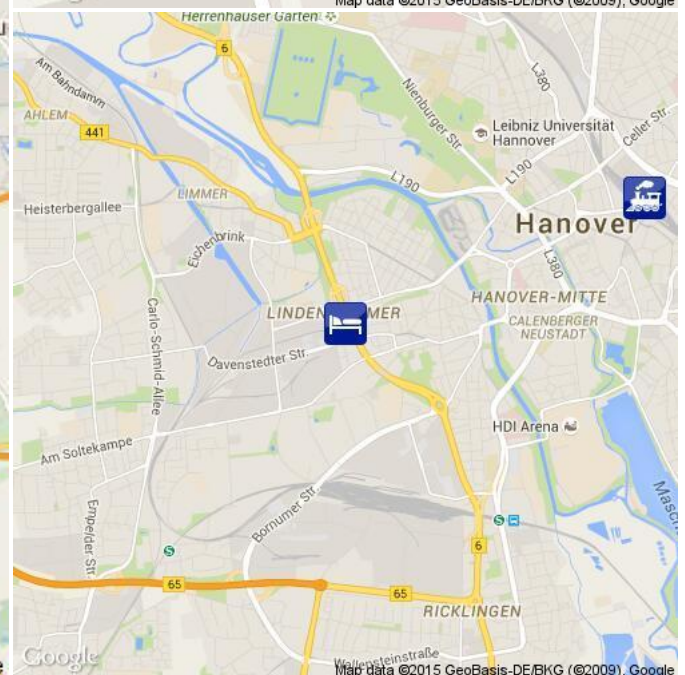 Map data ©2015 GeoBasis-DE/BKG (©2009), Google
Herrenhäuser Gärten
6
Am Bahndamm
Nienburger Str.
L380
AHLEM
441
Leibniz Universität
Hannover
Celler Str.
L190
L190
LIMMER
Heisterbergallee
Hanover
Eichenbrink
L380
HANOVER-MITTE
CALENBERGER
NEUSTADT
Carlo-Schmid-Allee
Davenstedter Str.
HDI Arena
Am Soltekampe
Bornumer Str.
Empelder Str.
S
S
6
65
65
RICKLINGEN
Google
Wallensteinstraße
Map data ©2015 GeoBasis-DE/BKG (©2009), Google